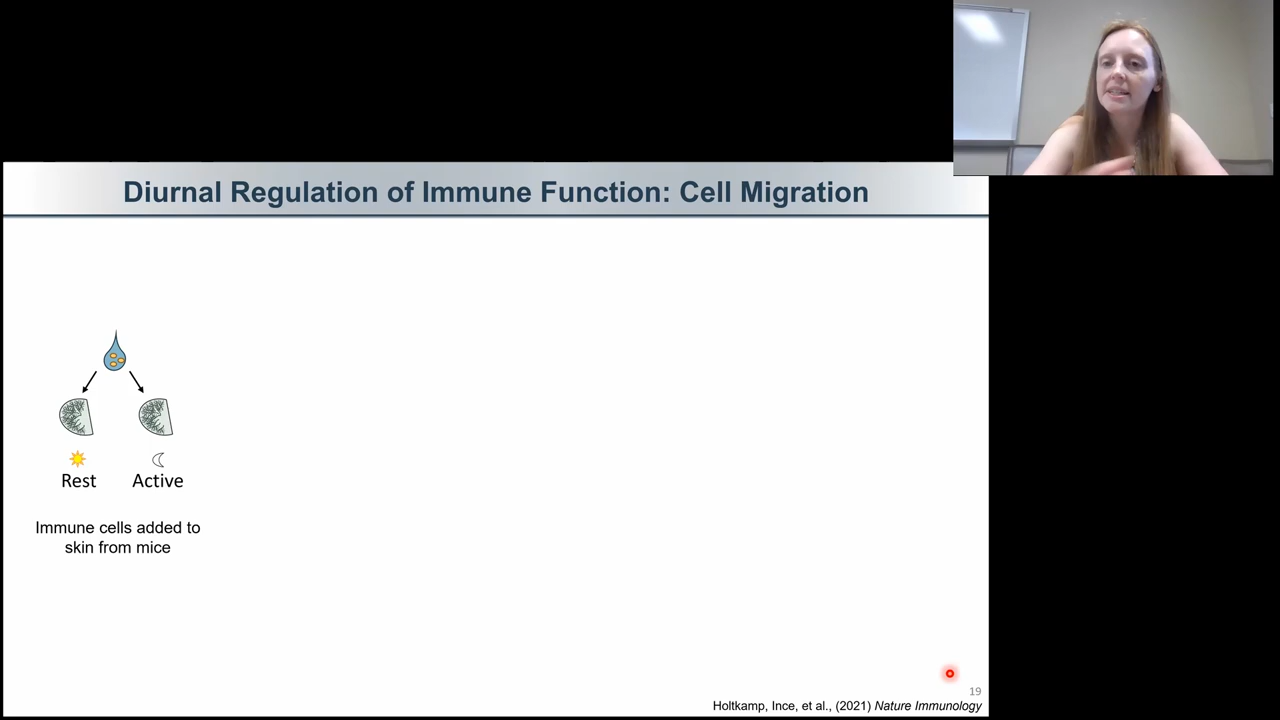 Diurnal Regulation of Immune Function: Cell Migration
Rest
Active
Immune cells added to
skin from mice
19
Holtkamp, Ince, et al., (2021) Nature Immunology